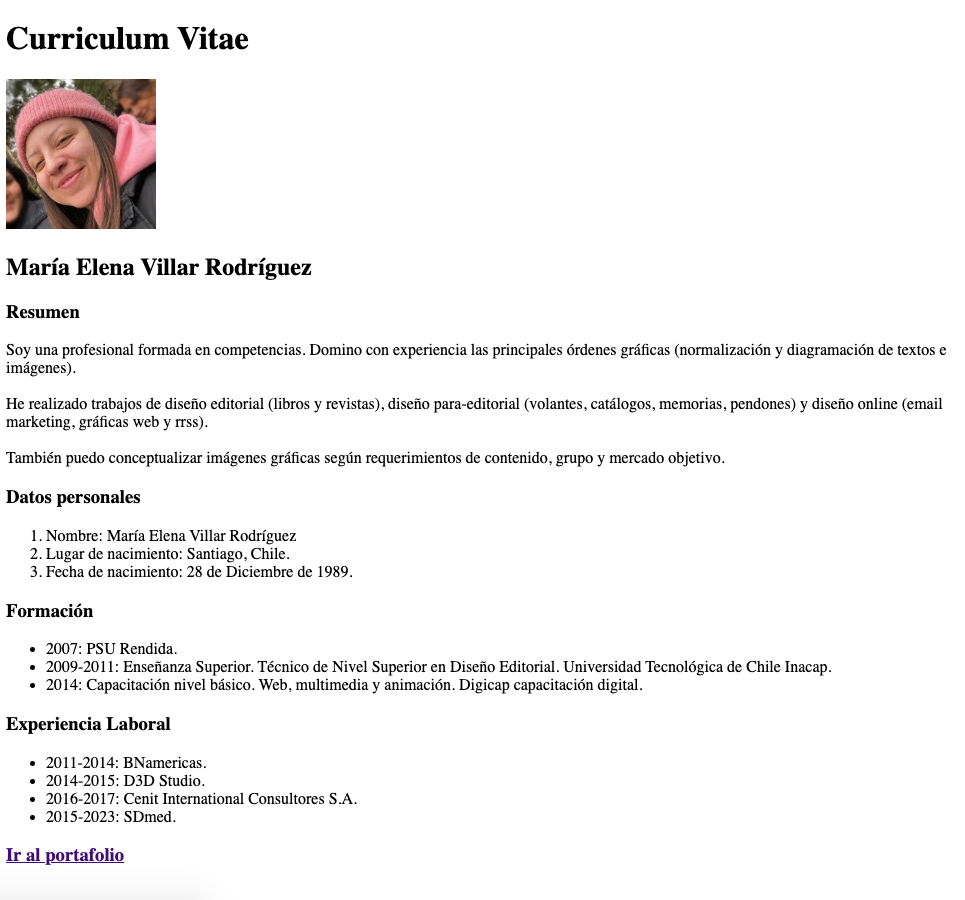 Curriculum Vitae
María Elena Villar Rodríguez
Resumen
Soy una profesional formada en competencias. Domino con experiencia las principales órdenes gráficas (normalización y diagramación de textos e
imágenes).
He realizado trabajos de diseño editorial (libros y revistas), diseño para-editorial (volantes, catálogos, memorias, pendones) y diseño online (email
marketing, gráficas web y rrss).
También puedo conceptualizar imágenes gráficas según requerimientos de contenido, grupo y mercado objetivo.
Datos personales
1. Nombre: María Elena Villar Rodríguez
2. Lugar de nacimiento: Santiago, Chile.
3. Fecha de nacimiento: 28 de Diciembre de 1989.
Formación
• 2007: PSU Rendida.
• 2009-2011: Enseñanza Superior. Técnico de Nivel Superior en Diseño Editorial. Universidad Tecnológica de Chile Inacap.
• 2014: Capacitación nivel básico. Web, multimedia y animación. Digicap capacitación digital.
Experiencia Laboral
• 2011-2014: BNamericas.
• 2014-2015: D3D Studio.
• 2016-2017: Cenit International Consultores S.A.
• 2015-2023: SDmed.
Ir al portafolio